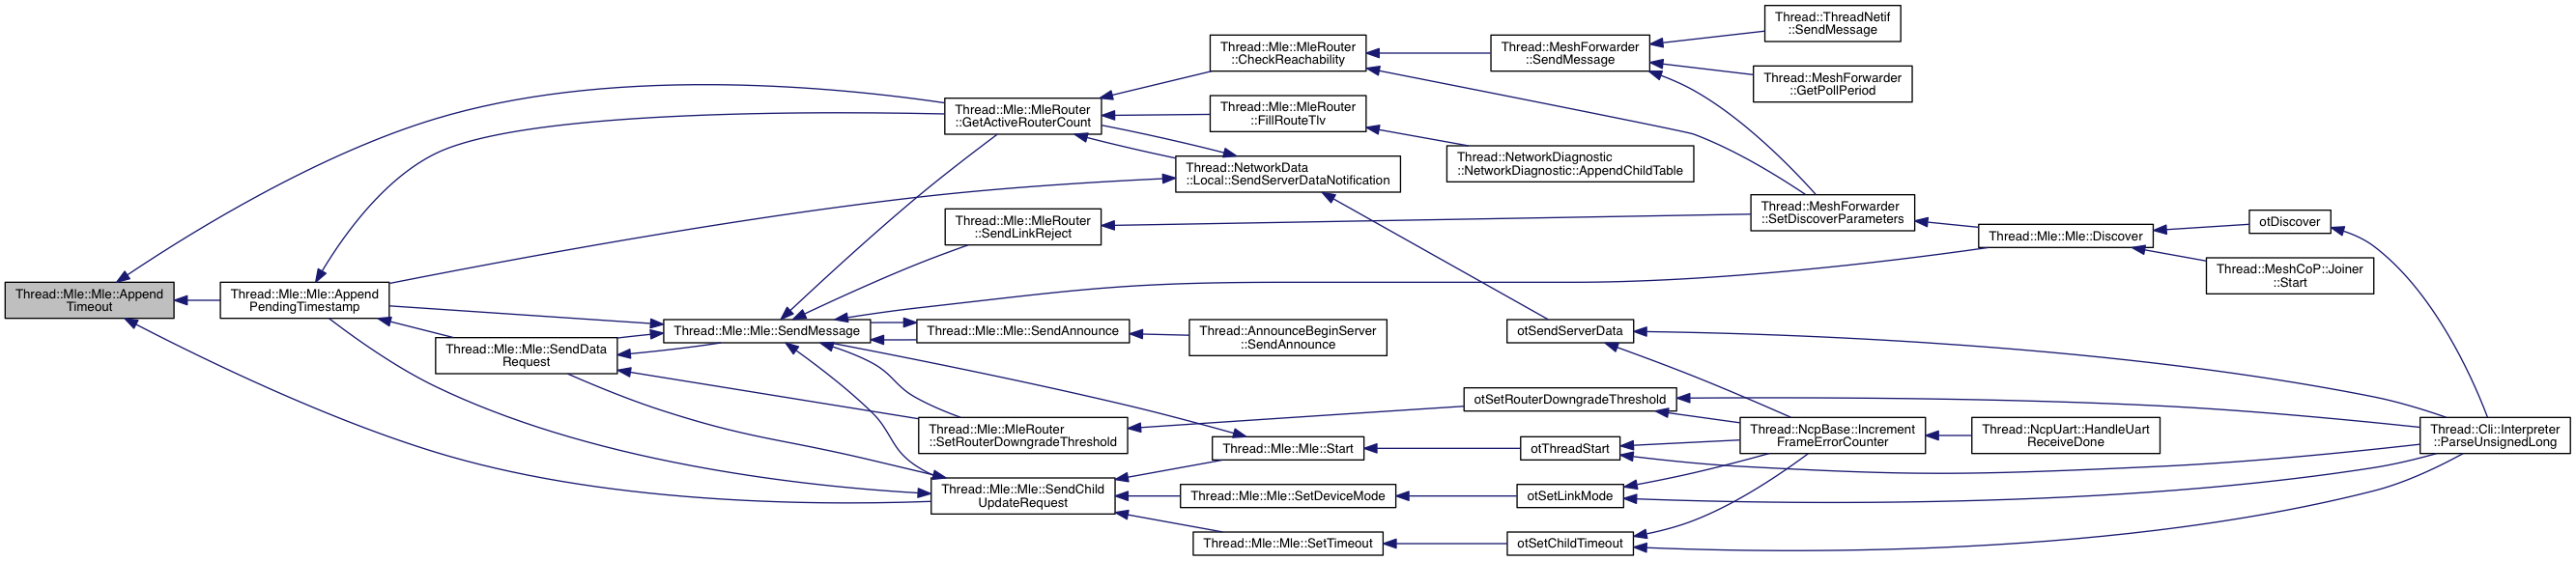 Thread::Mle::Mle::Append
Timeout
Thread::Mle::Mle::Append
PendingTimestamp
Thread::Mle::Mle::SendData
Request
Thread::Mle::Mle::SendMessage
Thread::Mle::MleRouter
::GetActiveRouterCount
Thread::Mle::MleRouter
::SendLinkReject
Thread::Mle::Mle::SendAnnounce
Thread::Mle::MleRouter
::SetRouterDowngradeThreshold
Thread::Mle::Mle::SendChild
UpdateRequest
Thread::Mle::MleRouter
::CheckReachability
Thread::Mle::MleRouter
::FillRouteTlv
Thread::NetworkData
::Local::SendServerDataNotification
Thread::AnnounceBeginServer
::SendAnnounce
Thread::Mle::Mle::Start
Thread::Mle::Mle::SetDeviceMode
Thread::Mle::Mle::SetTimeout
Thread::MeshForwarder
::SendMessage
Thread::NetworkDiagnostic
::NetworkDiagnostic::AppendChildTable
otSendServerData
otSetRouterDowngradeThreshold
otThreadStart
otSetLinkMode
otSetChildTimeout
Thread::ThreadNetif
::SendMessage
Thread::MeshForwarder
::GetPollPeriod
Thread::MeshForwarder
::SetDiscoverParameters
Thread::NcpBase::Increment
FrameErrorCounter
Thread::Mle::Mle::Discover
Thread::NcpUart::HandleUart
ReceiveDone
otDiscover
Thread::MeshCoP::Joiner
::Start
Thread::Cli::Interpreter
::ParseUnsignedLong